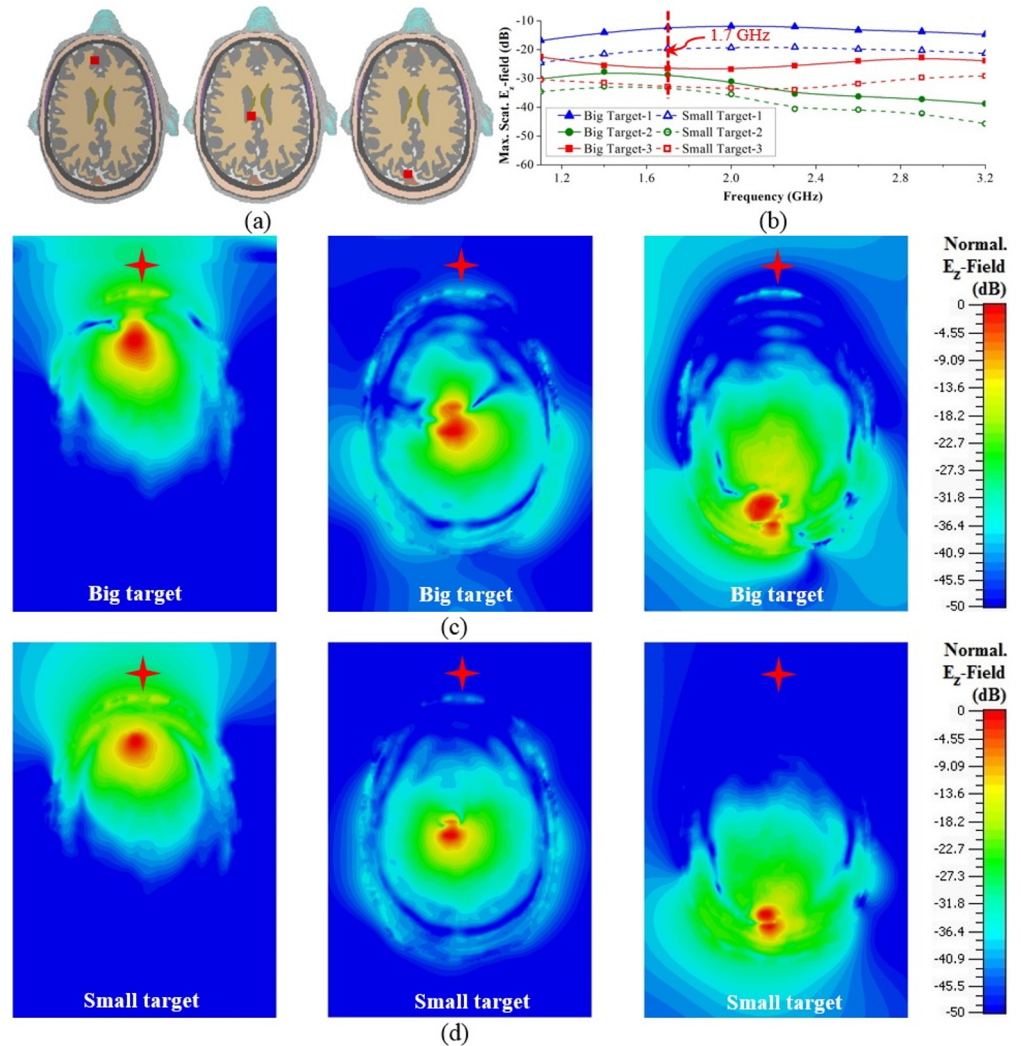 -10
-20
-30
-40
-50
-60
Max. Scat. Ez-field (dB)
1.7 GHz
Big Target-1
Small Target-1
Big Target-2
Small Target-2
Big Target-3
Small Target-3
1.2
1.6
2.0
2.4
2.8
3.2
Frequency (GHz)
(a)
(b)
Normal.
Ez-Field
(dB)
0
-4.55
-9.09
-13.6
-18.2
-22.7
-27.3
-31.8
-36.4
-40.9
-45.5
-50
Big target
Big target
Big target
(c)
Normal.
Ez-Field
(dB)
0
-4.55
-9.09
-13.6
-18.2
-22.7
-27.3
-31.8
-36.4
-40.9
-45.5
-50
Small target
Small target
Small target
(d)